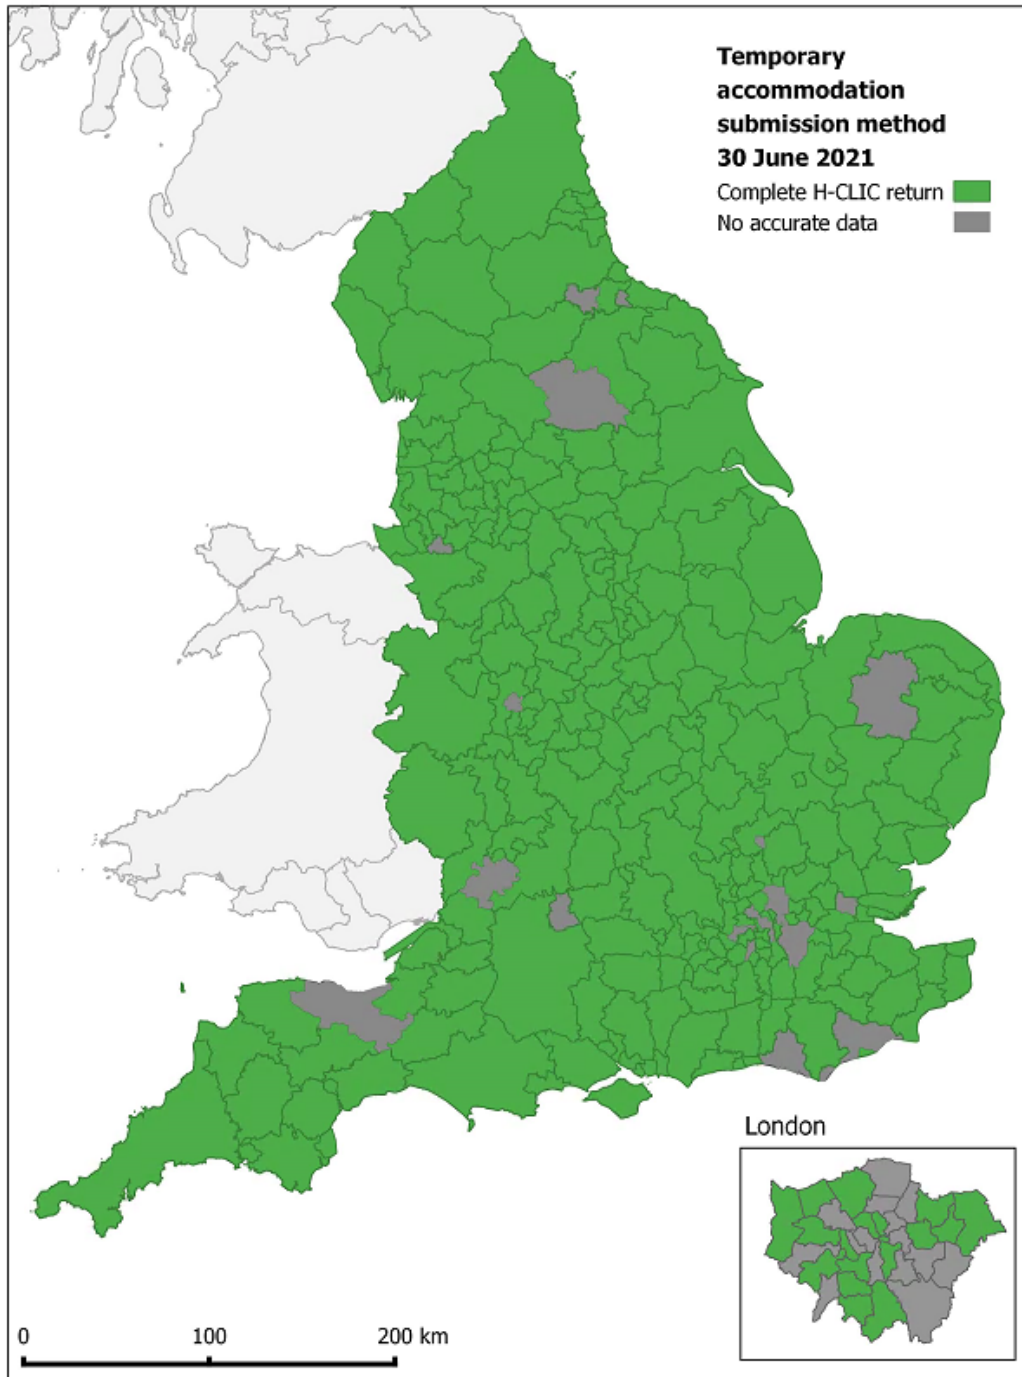 Temporary
accommodation
submission method
30 June 2021
Complete H-CLIC return
No accurate data
London
0 100 200 km